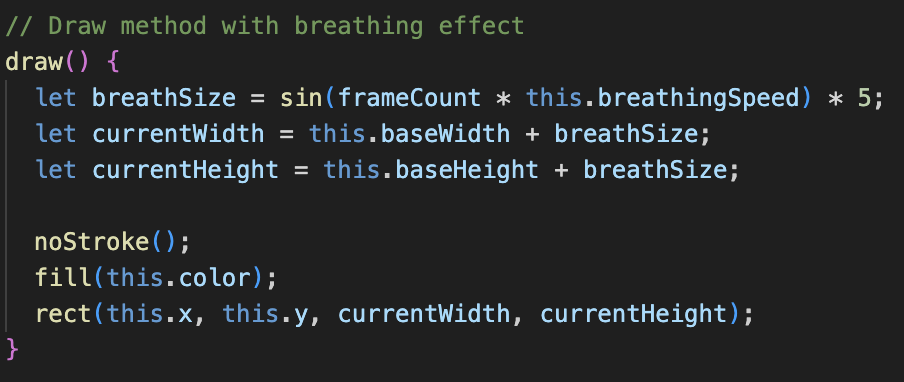 // Draw method with breathing effect
draw() {
let breathSize = sin(frameCount * this.breathingSpeed) * 5;
let currentWidth = this.baseWidth + breathSize;
let currentHeight = this.baseHeight + breathSize;
noStroke();
fill(this.color);
rect(this.x, this.y, currentWidth, currentHeight);
}